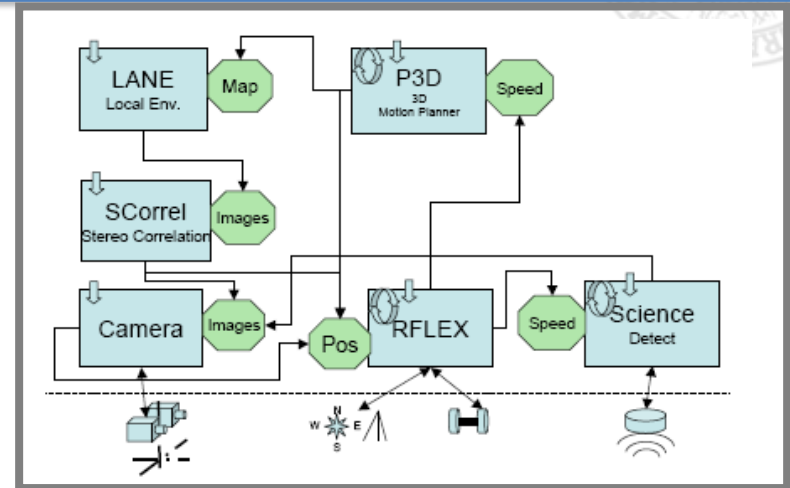 LANE
Local Env.
Map
P3D
3D
Motion Planner
Speed
SCorrel
Stereo Correlation
Images
Camera
Images
Pos
RFLEX
Speed
Science
Detect
N
W E
S